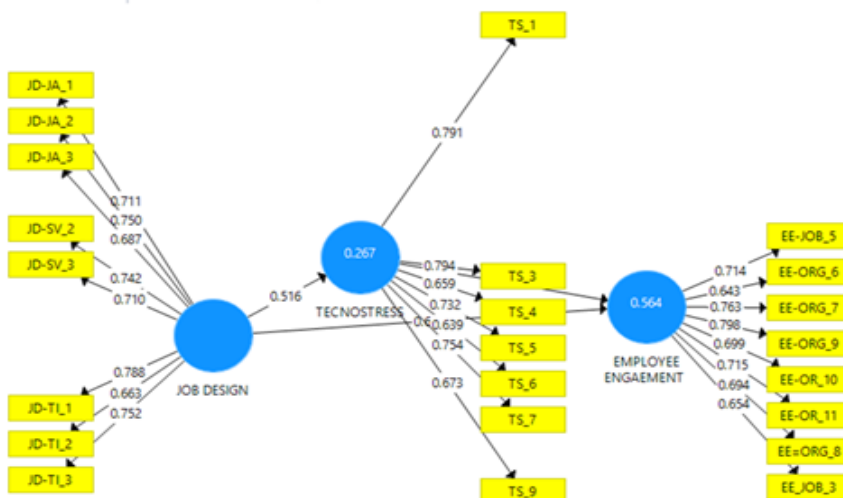 TS_1
JD-JA_1
JD-JA_2
JD-JA_3
JD-SV_2
JD-SV_3
JD-TI_1
JD-TI_2
JD-TI_3
0.711
0.750
0.687
0.742
0.710
0.788
0.663
0.752
JOB DESIGN
0.516
0.791
0.267
TECNOSTRESS
0.794
0.659
0.732
0.639
0.754
0.673
TS_3
TS_4
TS_5
TS_6
TS_7
TS_9
0.564
EMPLOYEE
ENGAEMENT
0.714
0.643
0.763
0.798
0.699
0.715
0.694
0.654
EE-JOB_5
EE-ORG_6
EE-ORG_7
EE-ORG_9
EE-OR_10
EE-OR_11
EE=ORG_8
EE_JOB_3